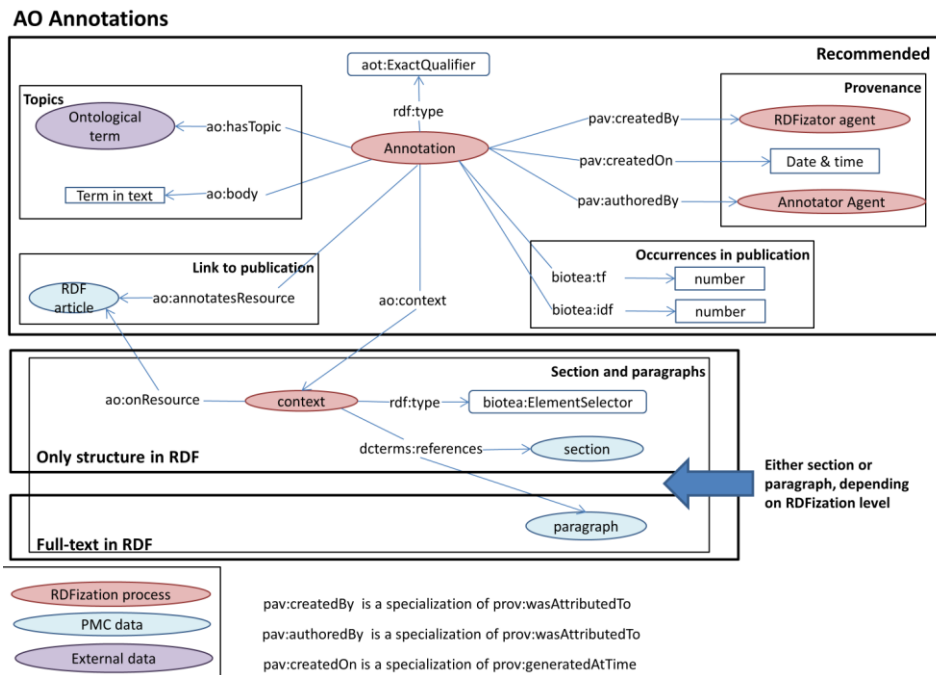 AO Annotations
Recommended
aot:ExactQualifier
rdf:type
Topics
Ontological
term
ao:hasTopic
Annotation
Term in text
ao:body
Provenance
pav:createdBy
RDFizator agent
pav:createdOn
Date & time
pav:authoredBy
Annotator Agent
Link to publication
RDF
article
ao:annotatesResource
ao:context
Occurrences in publication
biotea:tf
number
biotea:idf
number
Section and paragraphs
ao:onResource
context
rdf:type
biotea:ElementSelector
dcterms:references
section
Only structure in RDF
Either section or
paragraph, depending
on RDFization level
paragraph
Full-text in RDF
RDFization process
PMC data
External data
pav:createdBy is a specialization of prov:wasAttributedTo
pav:authoredBy is a specialization of prov:wasAttributedTo
pav:createdOn is a specialization of prov:generatedAtTime